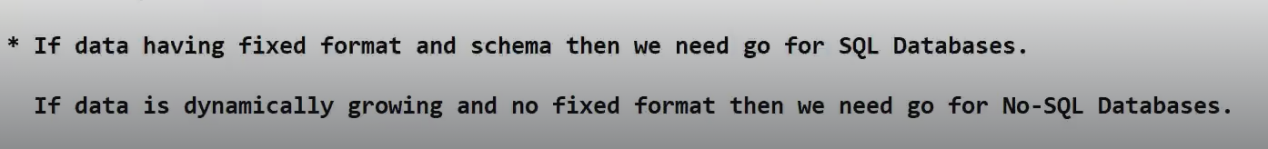 * If data having fixed format and schema then we need go for SQL Databases.
If data is dynamically growing and no fixed format then we need go for No-SQL Databases.